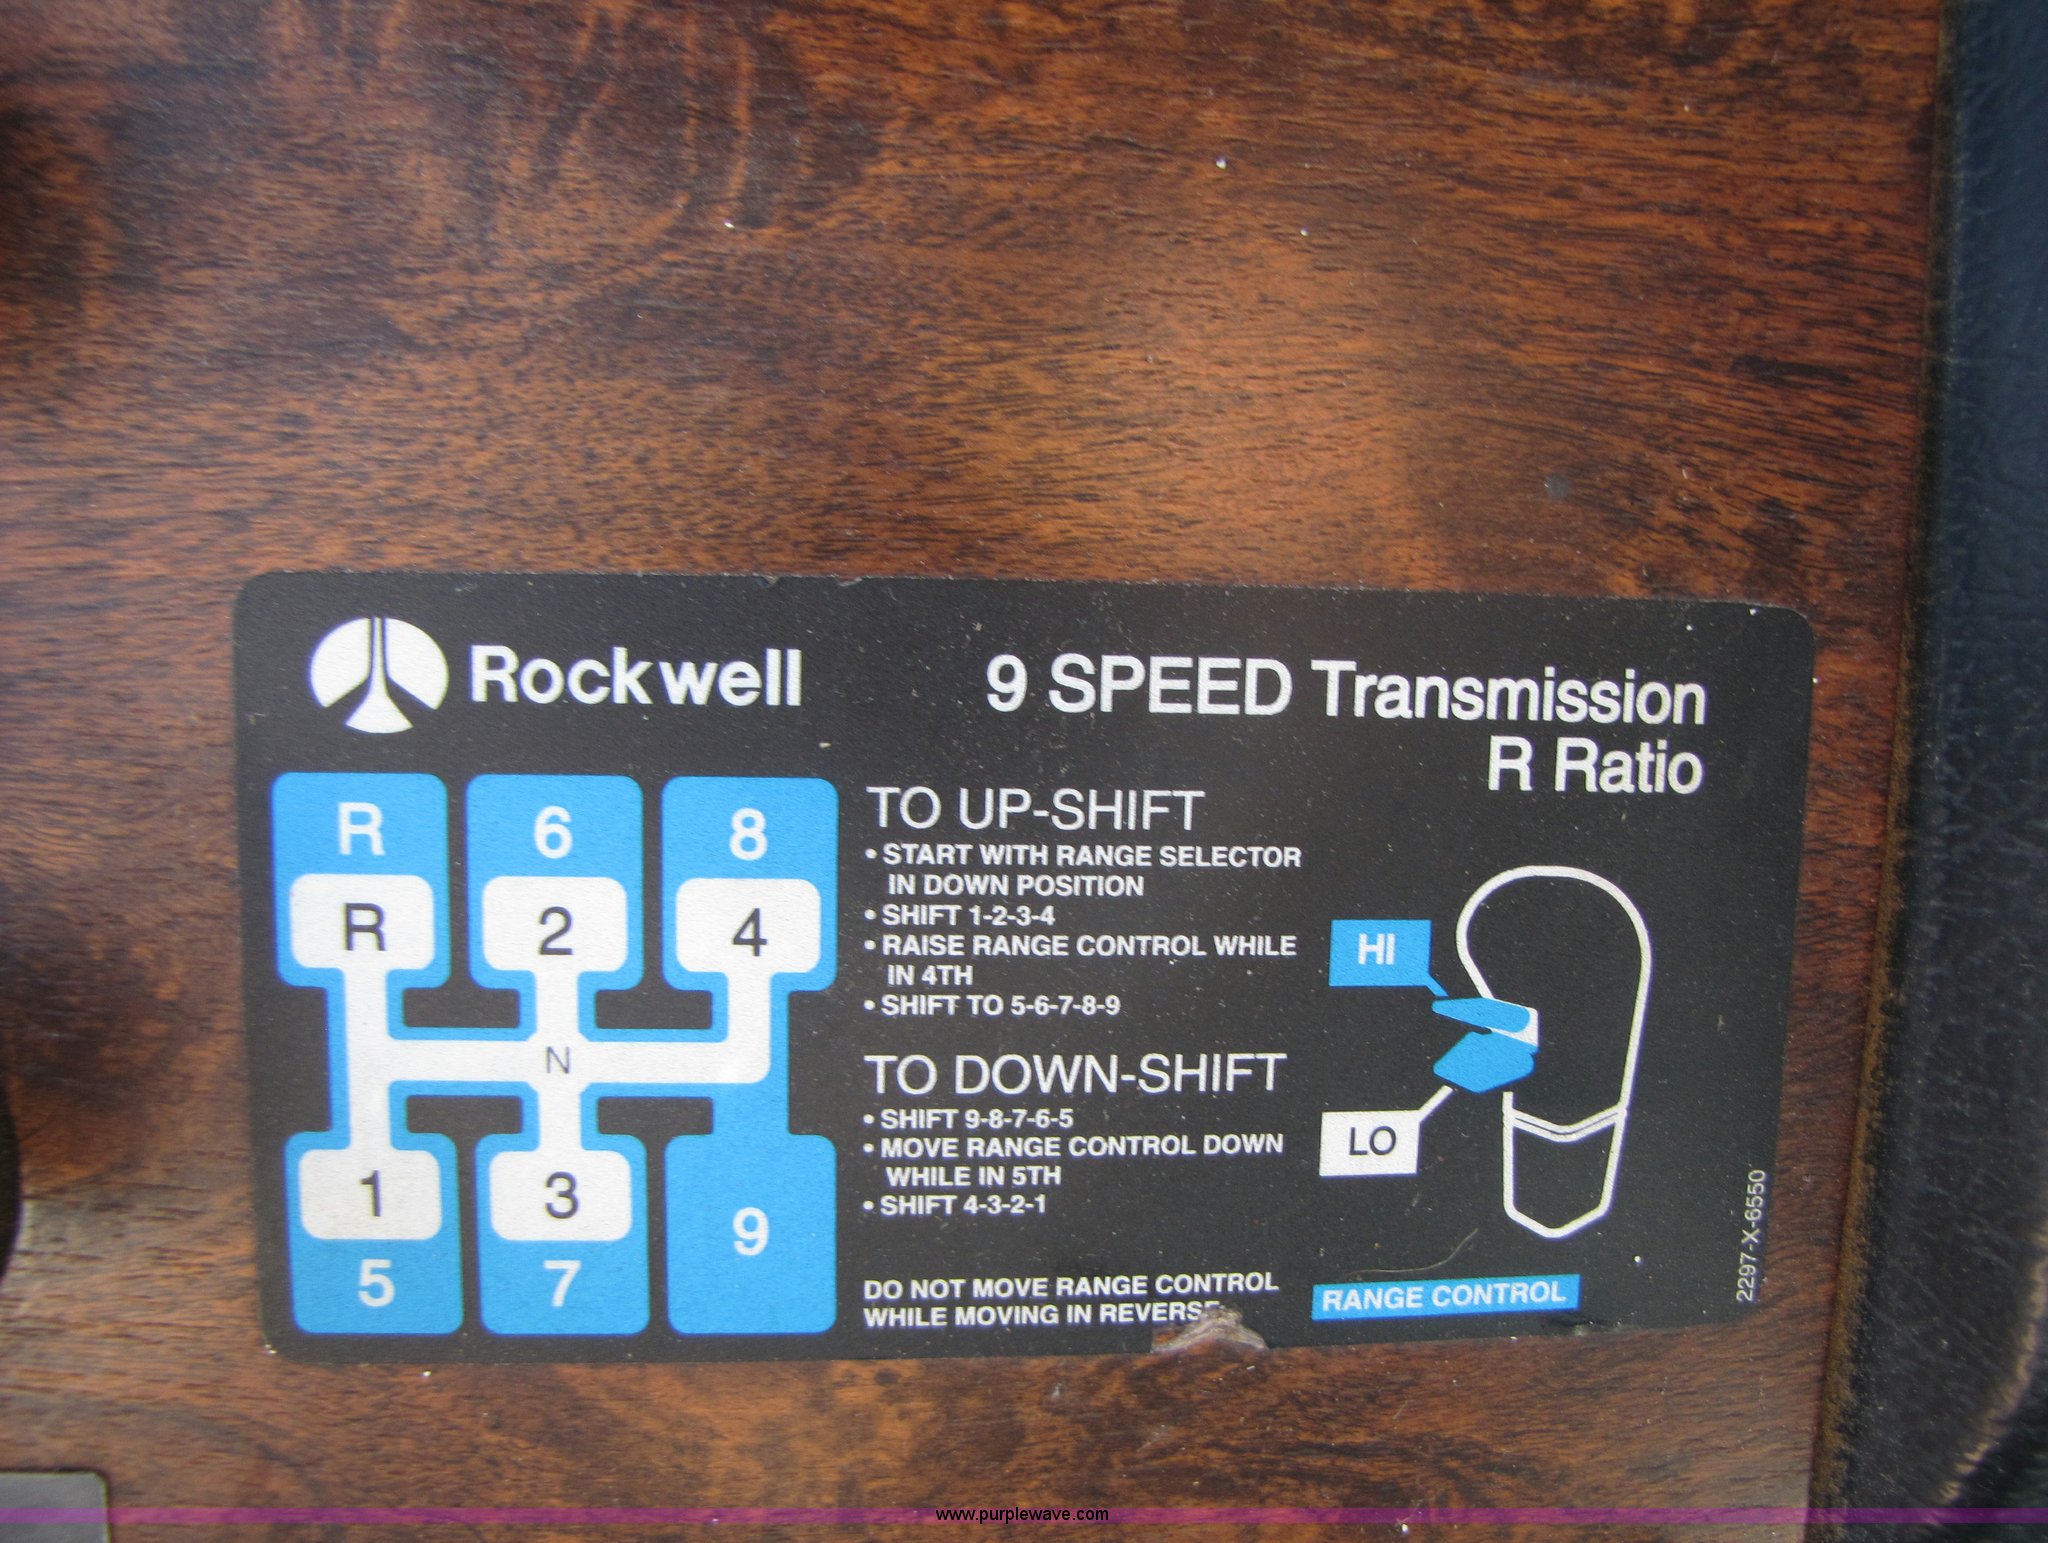 Rockwell
9 SPEED Transmission
R Ratio
R 6 8
R 2 4
N
1 3
5 7 9
TO UP-SHIFT
• START WITH RANGE SELECTOR
IN DOWN POSITION
• SHIFT 1-2-3-4
• RAISE RANGE CONTROL WHILE
IN 4TH
• SHIFT TO 5-6-7-8-9
TO DOWN-SHIFT
• SHIFT 9-8-7-6-5
• MOVE RANGE CONTROL DOWN
WHILE IN 5TH
• SHIFT 4-3-2-1
DO NOT MOVE RANGE CONTROL
WHILE MOVING IN REVERSE
HI
LO
RANGE CONTROL
2297-X-6550
www.purplewave.com